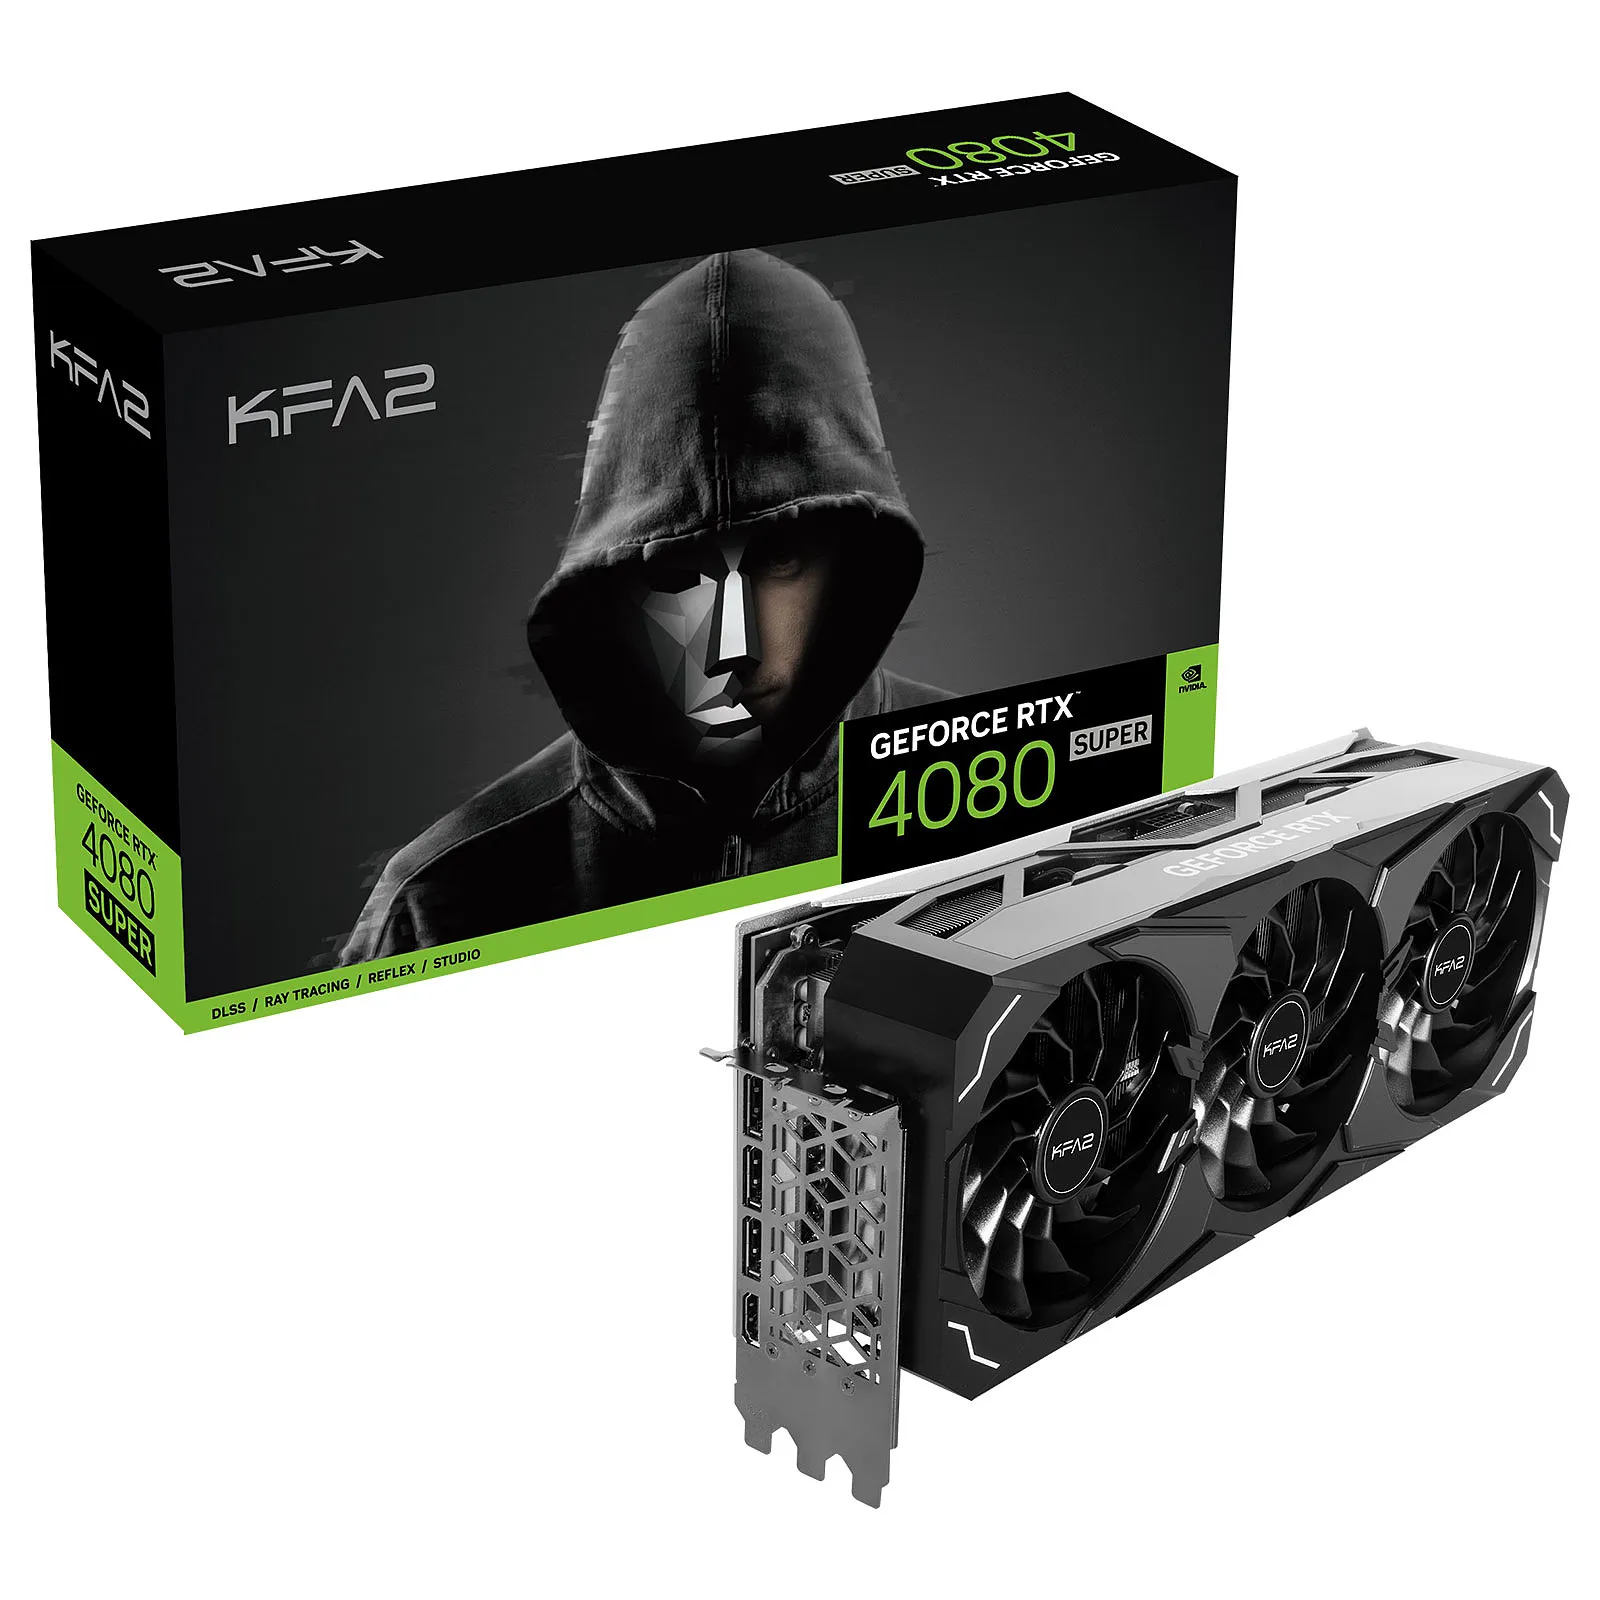 GEFORCE RTX
4080
SUPER
KFA2
KFA2
KFA2
NVIDIA.
GEFORCE RTX™
4080 SUPER
GEFORCE RTX
4080
SUPER
DLSS / RAY TRACING / REFLEX / STUDIO
GEFORCE RTX
KFA2
KFA2
KFA2